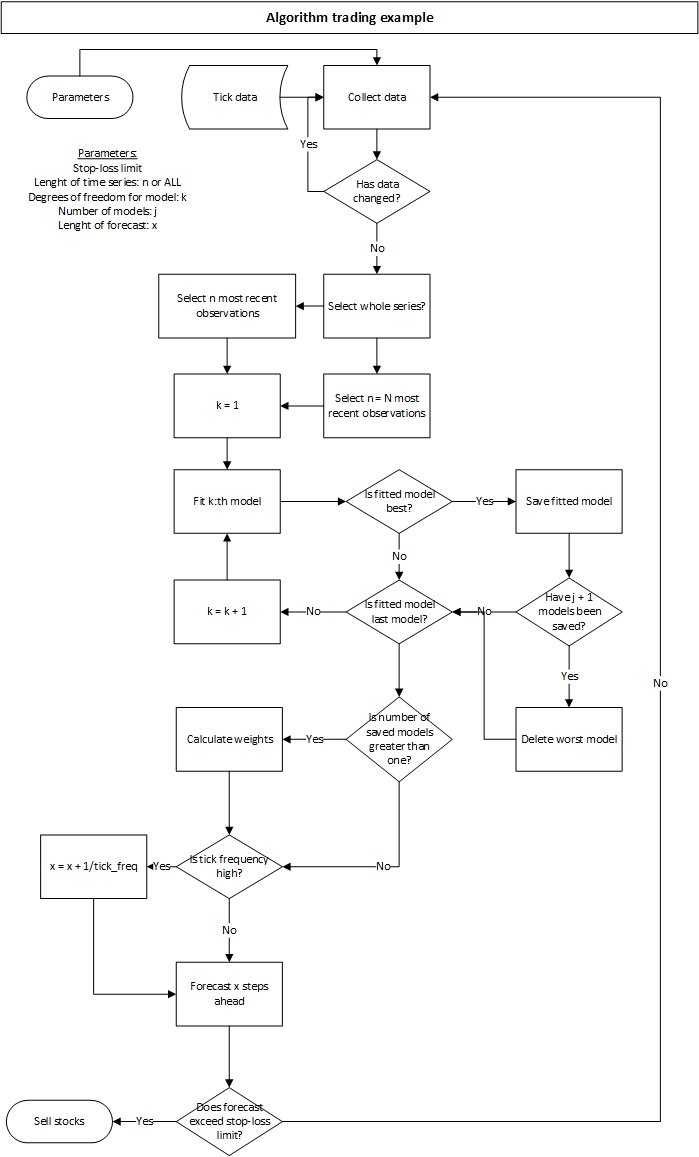 Algorithm trading example
Parameters
Tick data
Collect data
Yes
Parameters:
Stop-loss limit
Lenght of time series: n or ALL
Degrees of freedom for model: k
Number of models: j
Lenght of forecast: x
Has data
changed?
No
Select n most recent
observations
Select whole series?
k = 1
Select n = N most
recent observations
Fit k:th model
Is fitted model
best?
Yes
Save fitted model
No
k = k + 1
No
Is fitted model
last model?
No
Have j + 1
models been
saved?
Yes
No
Calculate weights
Yes
Is number of
saved models
greater than
one?
Delete worst model
x = x + 1/tick_freq
Yes
Is tick frequency
high?
No
No
Forecast x steps
ahead
Sell stocks
Yes
Does forecast
exceed stop-loss
limit?